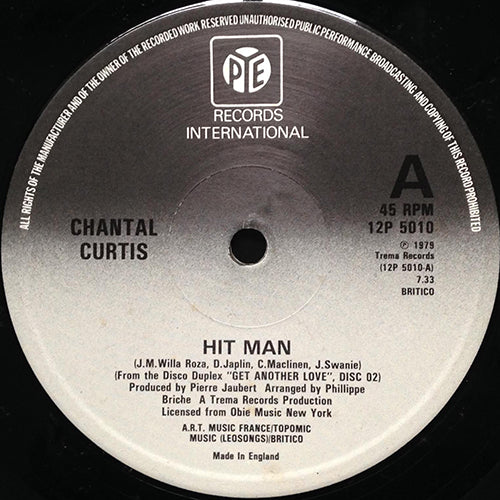 ALL RIGHTS OF THE MANUFACTURER AND OF THE OWNER OF THE RECORDED WORK RESERVED UNAUTHORISED PUBLIC PERFORMANCE BROADCASTING AND COPYING OF THIS RECORD PROHIBITED
PYE
RECORDS
INTERNATIONAL
A
45 RPM
12P 5010
℗ 1979
Trema Records
(12P 5010-A)
7.33
BRITICO
CHANTAL
CURTIS
HIT MAN
(J.M.Willa Roza, D.Japlin, C.Maclinen, J.Swanie)
(From the Disco Duplex "GET ANOTHER LOVE", DISC 02)
Produced by Pierre Jaubert Arranged by Phillippe
Briche A Trema Records Production
Licensed from Obie Music New York
A.R.T. MUSIC FRANCE/TOPOMIC
MUSIC (LEOSONGS)/BRITICO
Made in England